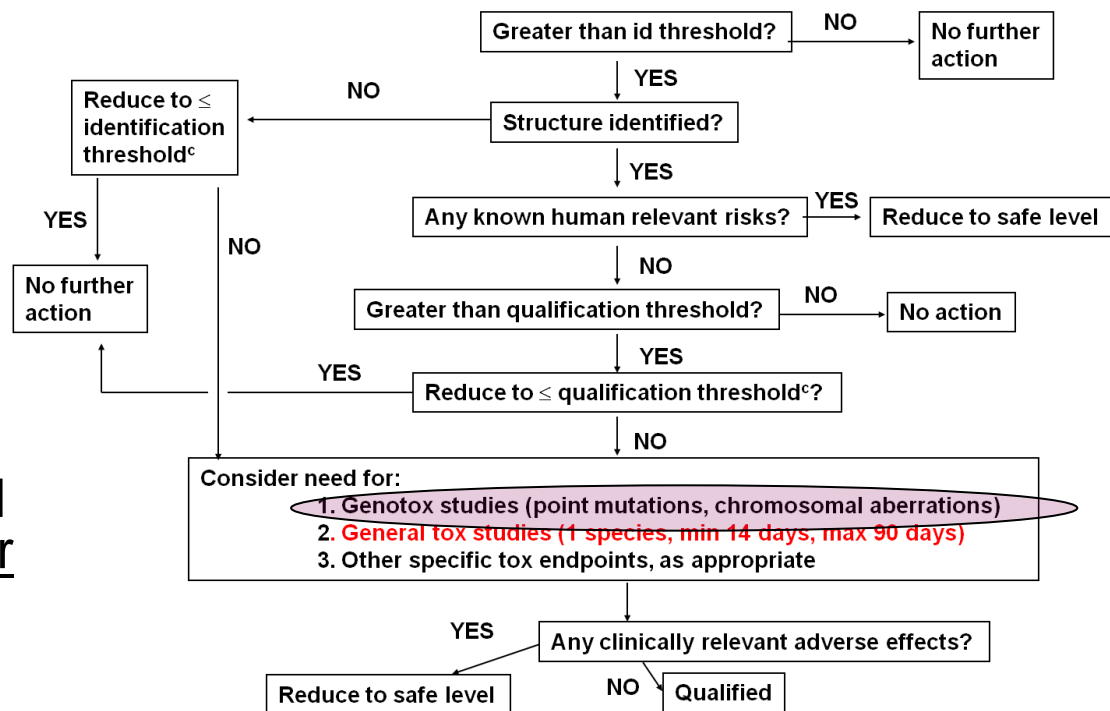 Greater than id threshold?
NO
No further
action
YES
NO
Reduce to ≤
identification
thresholdᶜ
Structure identified?
YES
YES
Any known human relevant risks?
YES
Reduce to safe level
NO
NO
No further
action
Greater than qualification threshold?
NO
No action
YES
YES
Reduce to ≤ qualification thresholdᶜ?
NO
Consider need for:
1. Genotox studies (point mutations, chromosomal aberrations)
2. General tox studies (1 species, min 14 days, max 90 days)
3. Other specific tox endpoints, as appropriate
YES
Any clinically relevant adverse effects?
Reduce to safe level
NO
Qualified